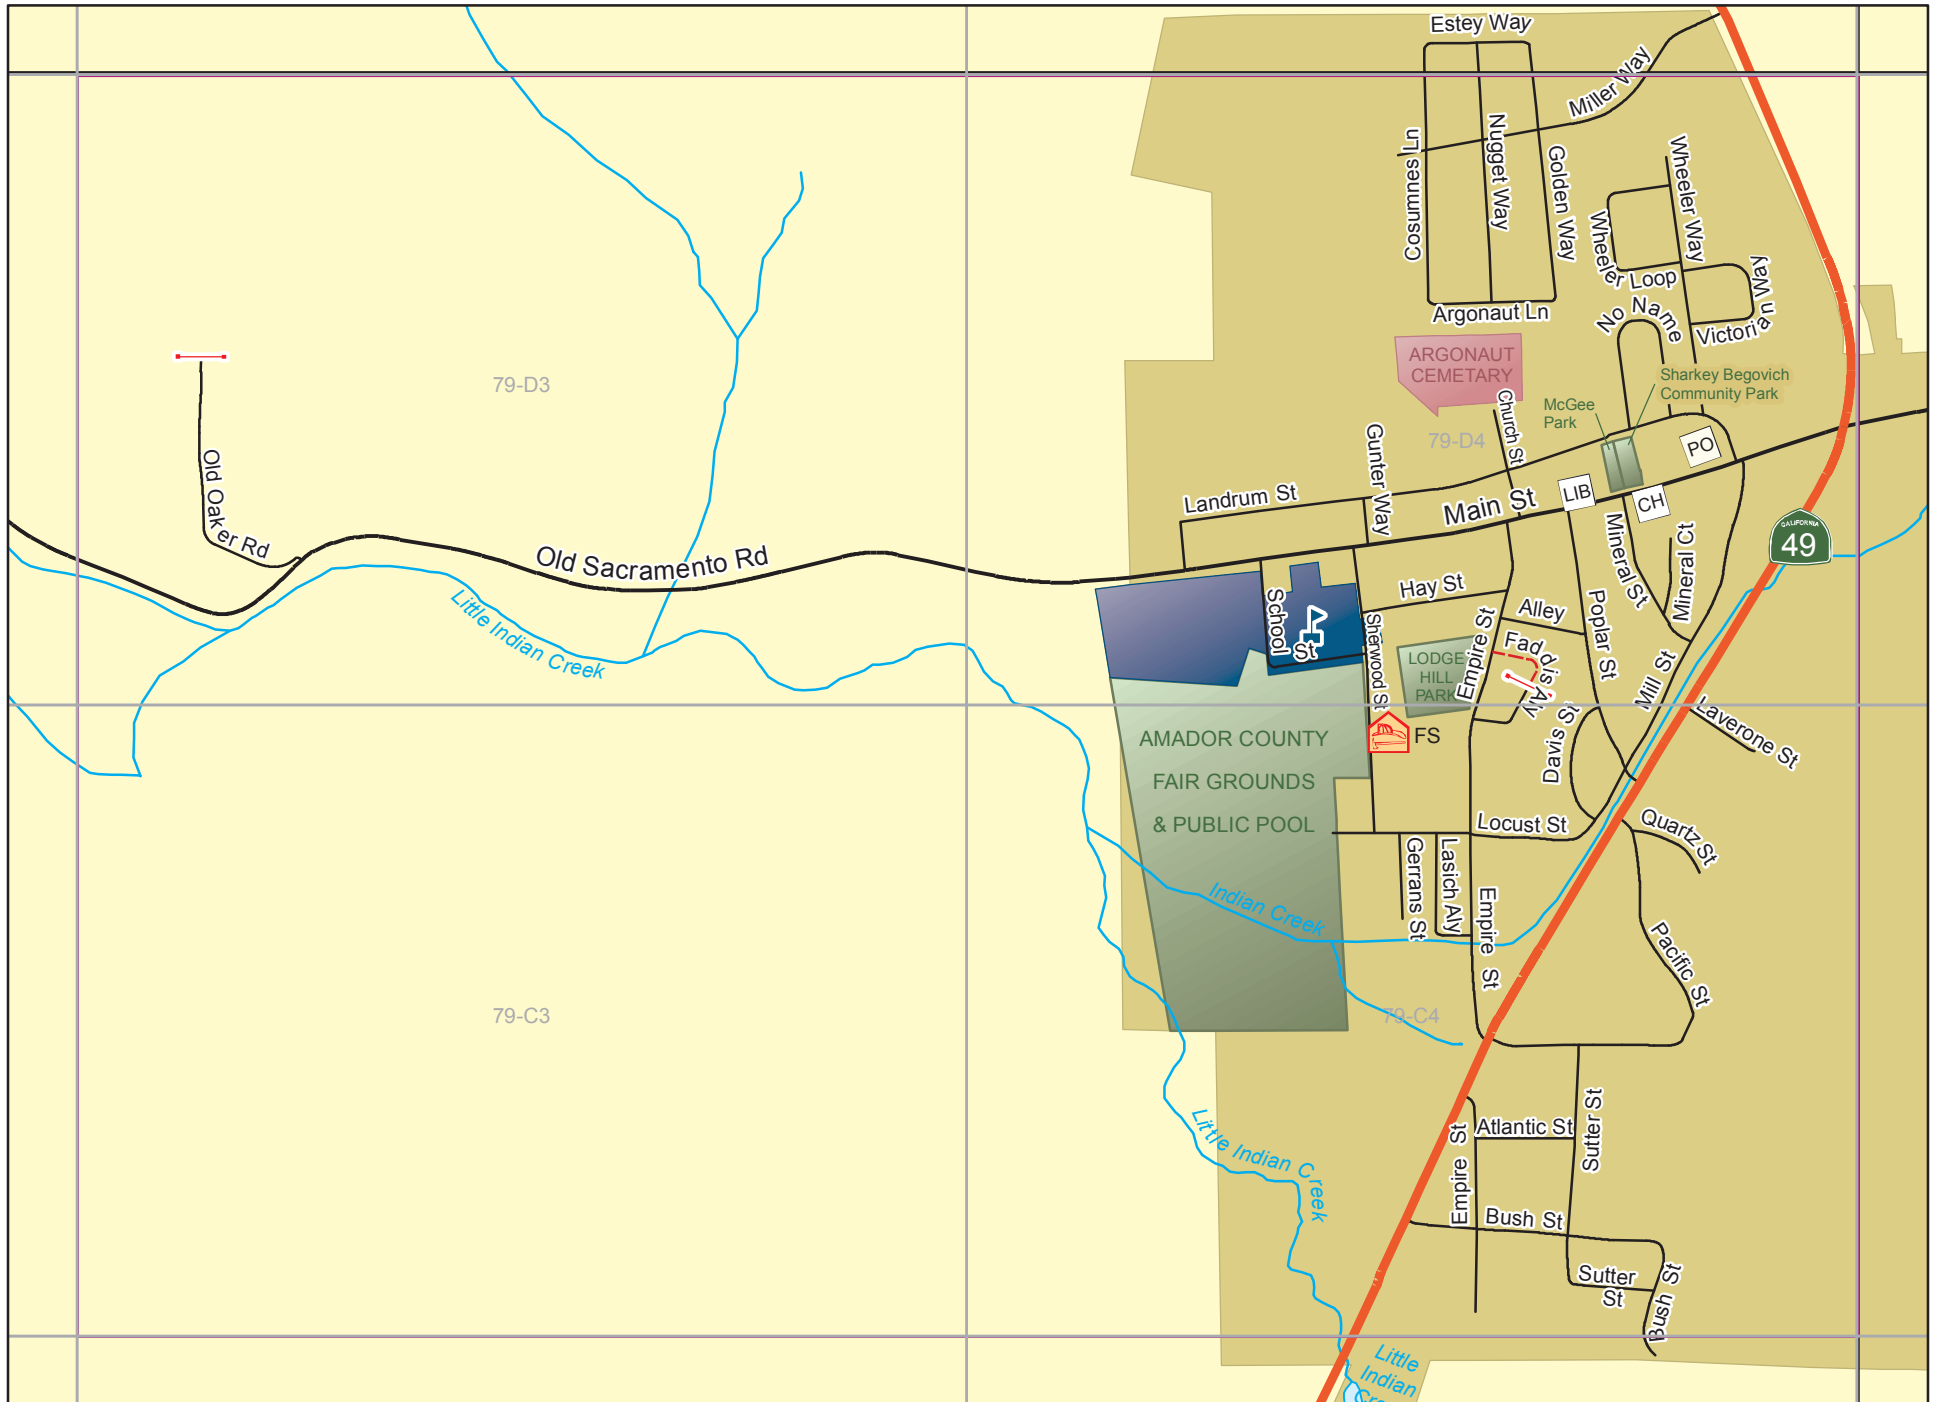 Estey Way
Miller Way
Cosumnes Ln
Nugget Way
Golden Way
Wheeler Way
Wheeler Loop
Victorian Way
No Name
Argonaut Ln
ARGONAUT
CEMETARY
79-D3
79-D4
Sharkey Begovich
Community Park
McGee
Park
Church St
Gunter Way
Landrum St
Main St
PO
LIB
CH
CALIFORNIA
49
Old Oaker Rd
Old Sacramento Rd
Little Indian Creek
School St
Sherwood St
Hay St
Alley
Empire St
Faddis Aly
Poplar St
Mineral St
Mineral Ct
Mill St
LODGE
HILL
PARK
Davis St
Laverone St
FS
AMADOR COUNTY
FAIR GROUNDS
& PUBLIC POOL
Locust St
Quartz St
Gerrans St
Lasich Aly
Empire St
Pacific St
Indian Creek
79-C3
79-C4
Little Indian Creek
Atlantic St
Sutter St
Empire St
Bush St
Sutter
St
Bush St
Little
Indian